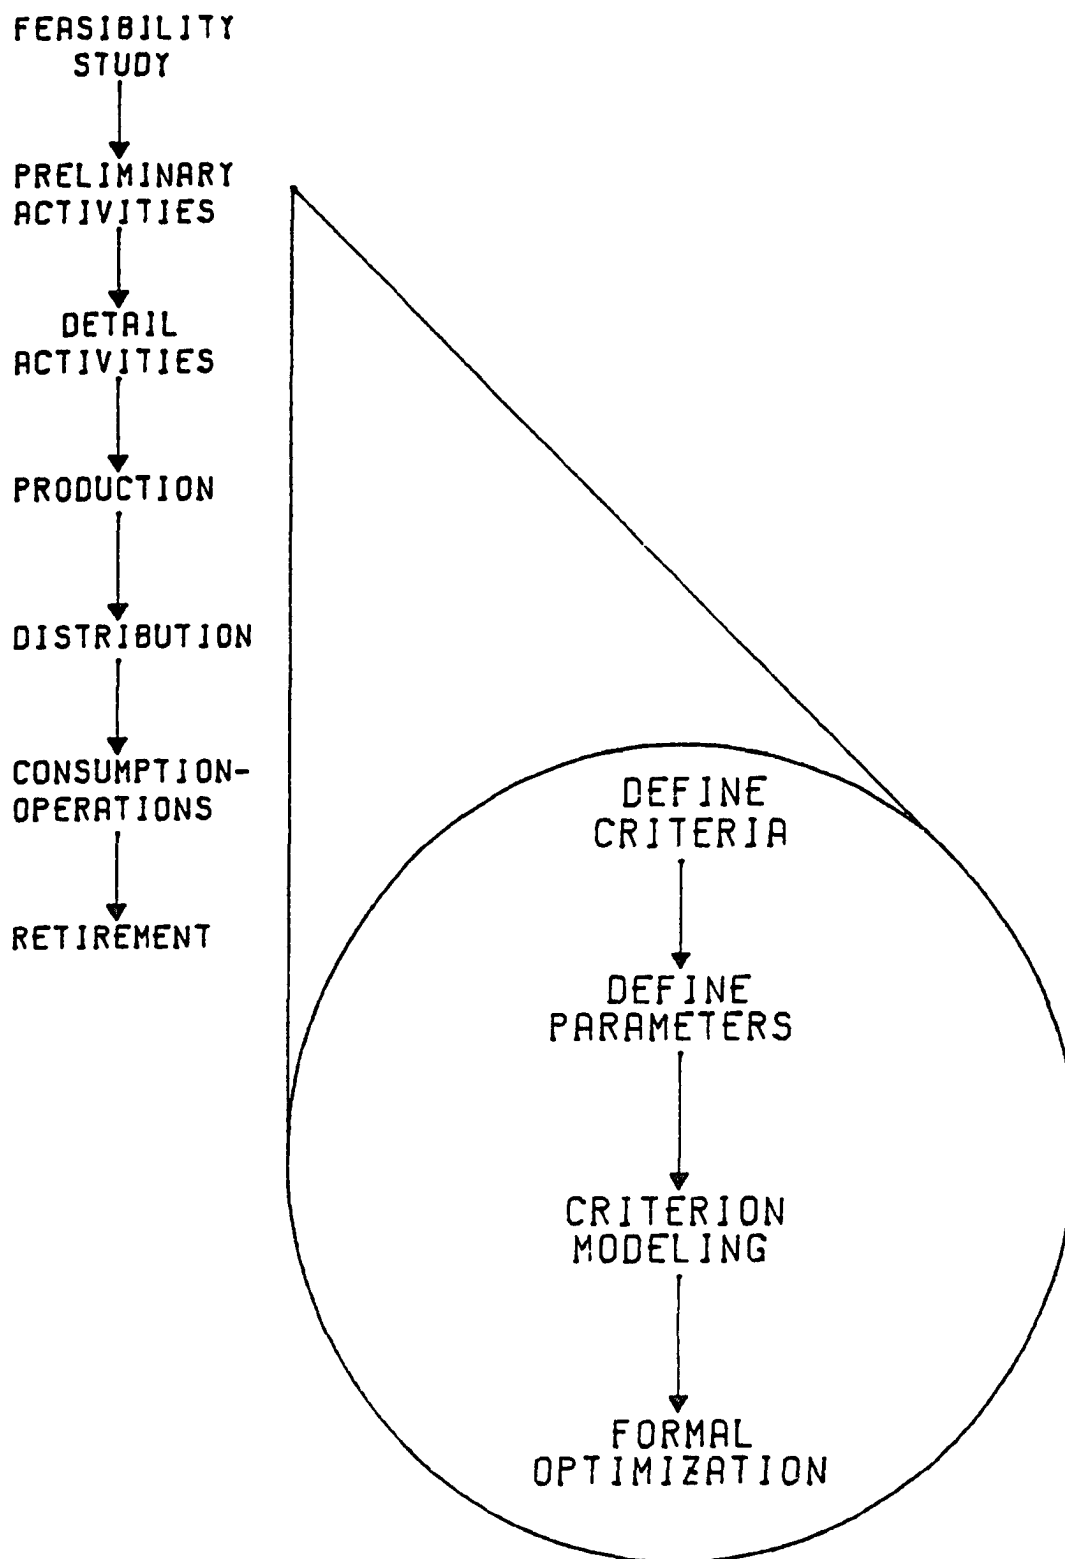 FEASIBILITY
STUDY
PRELIMINARY
ACTIVITIES
DETAIL
ACTIVITIES
PRODUCTION
DISTRIBUTION
CONSUMPTION-
OPERATIONS
RETIREMENT
DEFINE
CRITERIA
DEFINE
PARAMETERS
CRITERION
MODELING
FORMAL
OPTIMIZATION